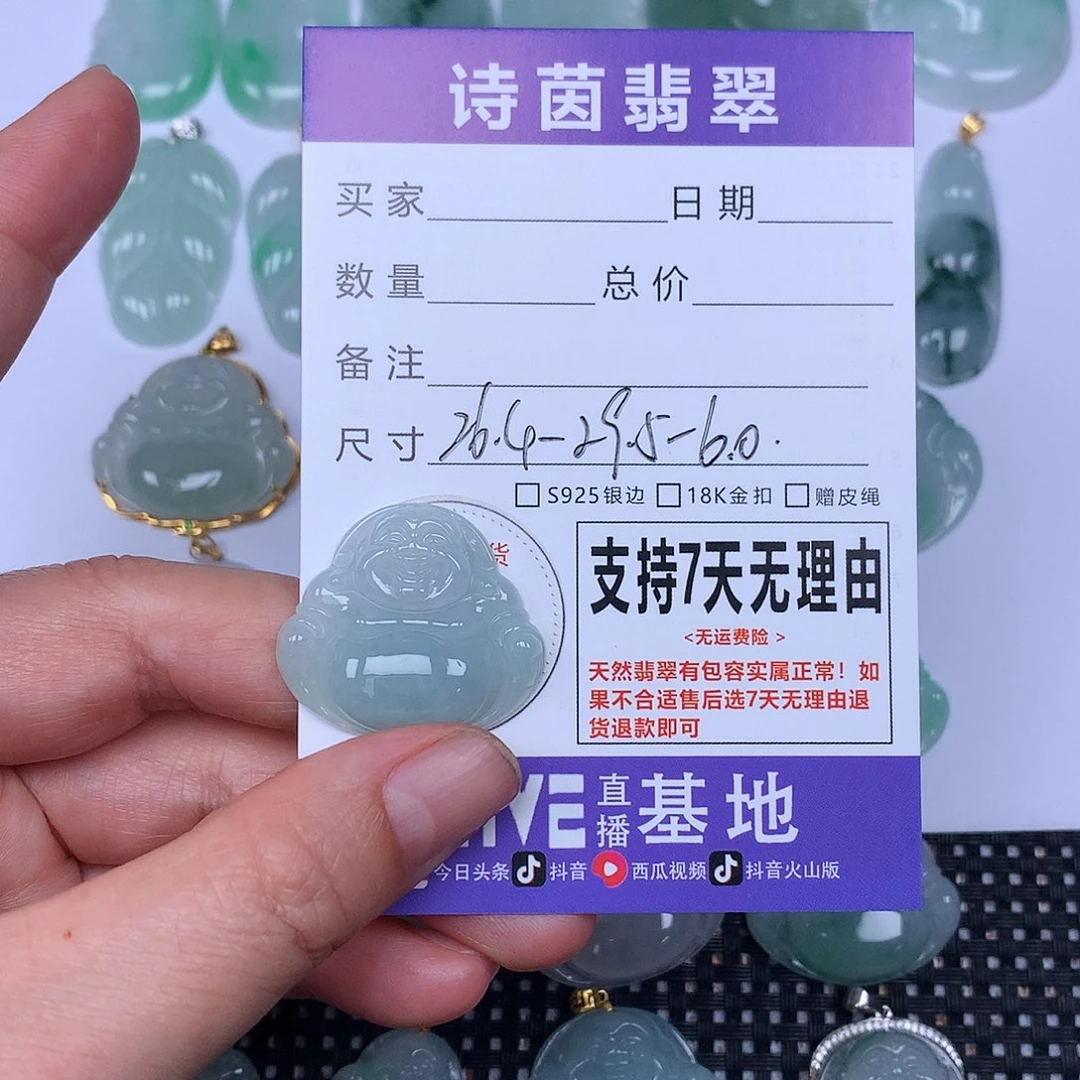 诗茵翡翠
买家 日期
数量 总价
备注
尺寸 26.4-29.5-6.0.
S925银边 18K金扣 赠皮绳
货
支持7天无理由
<无运费险 >
天然翡翠有包容实属正常！如
果不合适售后选7天无理由退
货退款即可
直播基地
今日头条 抖音 西瓜视频 抖音火山版